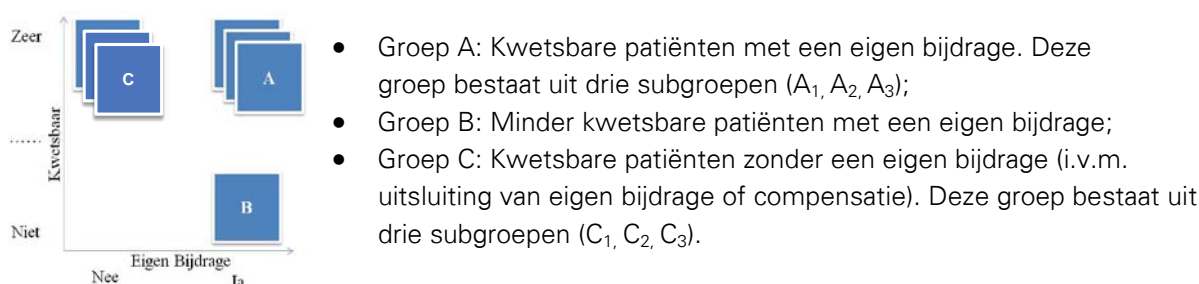 Zeer
C
A
Kwetsbaar
......
B
Niet
Eigen Bijdrage
Nee
Ja
• Groep A: Kwetsbare patiënten met een eigen bijdrage. Deze
groep bestaat uit drie subgroepen (A1, A2, A3);
• Groep B: Minder kwetsbare patiënten met een eigen bijdrage;
• Groep C: Kwetsbare patiënten zonder een eigen bijdrage (i.v.m.
uitsluiting van eigen bijdrage of compensatie). Deze groep bestaat uit
drie subgroepen (C1, C2, C3).